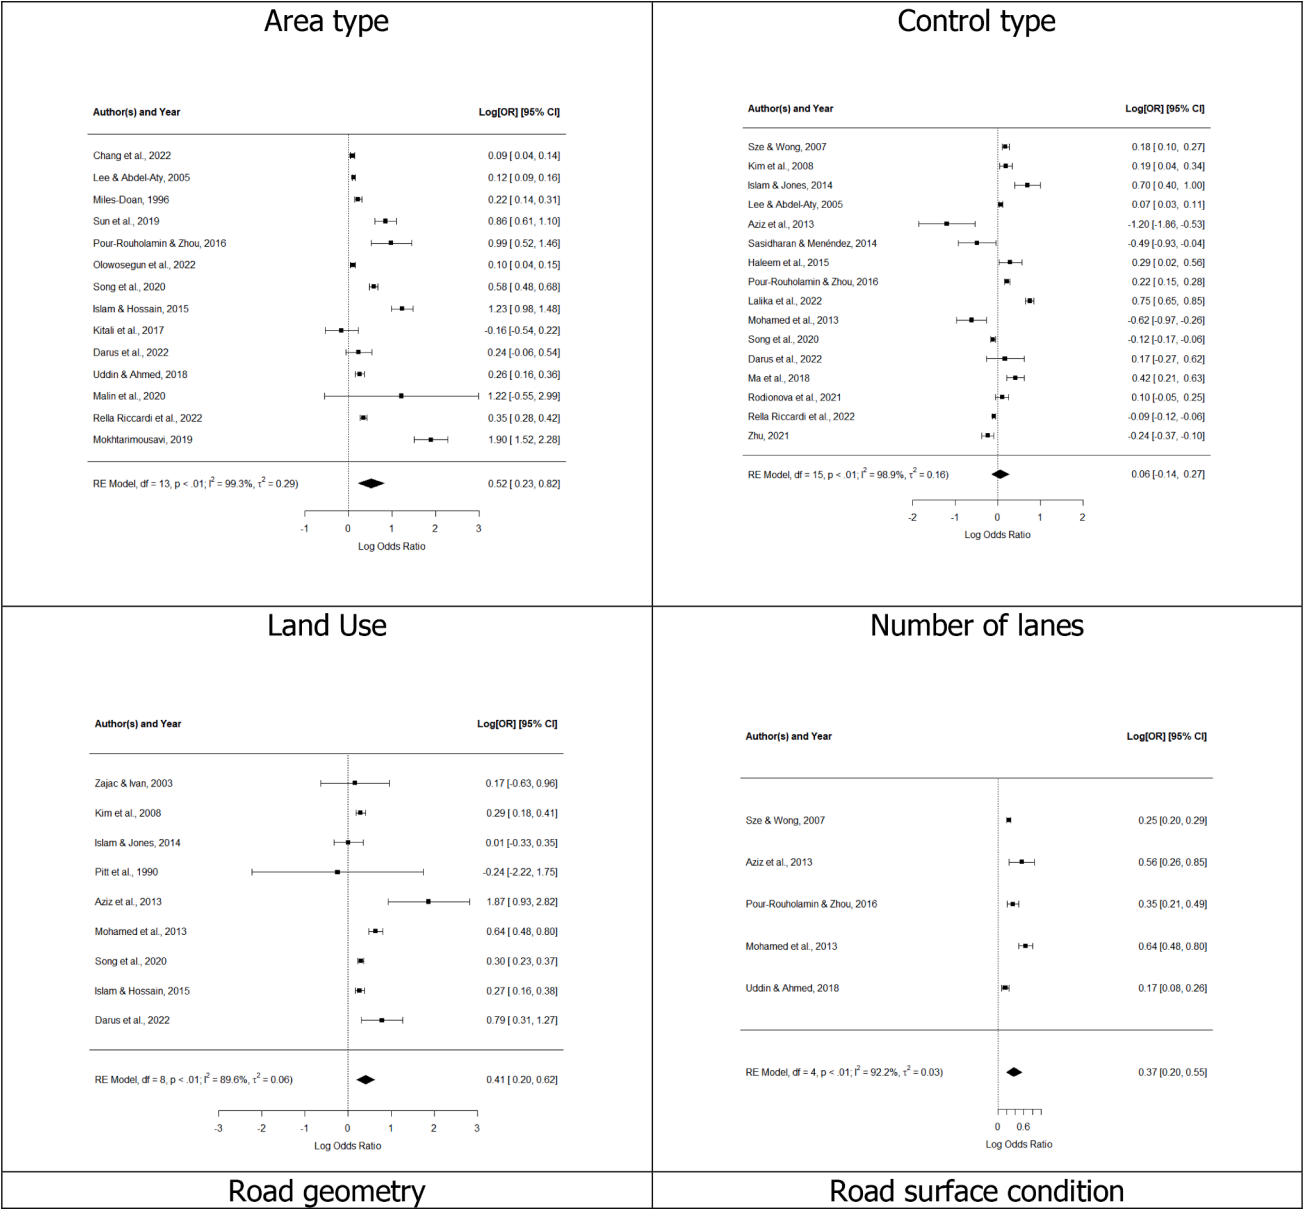 Area type
Author(s) and Year Log[OR] [95% CI]
Chang et al., 2022 0.09 [ 0.04, 0.14]
Lee & Abdel-Aty, 2005 0.12 [ 0.09, 0.16]
Miles-Doan, 1996 0.22 [ 0.14, 0.31]
Sun et al., 2019 0.86 [ 0.61, 1.10]
Pour-Rouholamin & Zhou, 2016 0.99 [ 0.52, 1.46]
Olowosegun et al., 2022 0.10 [ 0.04, 0.15]
Song et al., 2020 0.58 [ 0.48, 0.68]
Islam & Hossain, 2015 1.23 [ 0.98, 1.48]
Kitali et al., 2017 -0.16 [-0.54, 0.22]
Darus et al., 2022 0.24 [-0.06, 0.54]
Uddin & Ahmed, 2018 0.26 [ 0.16, 0.36]
Malin et al., 2020 1.22 [-0.55, 2.99]
Rella Riccardi et al., 2022 0.35 [ 0.28, 0.42]
Mokhtarimousavi, 2019 1.90 [ 1.52, 2.28]
RE Model, df = 13, p < .01; I² = 99.3%, τ² = 0.29) 0.52 [ 0.23, 0.82]
-1 0 1 2 3
Log Odds Ratio
Control type
Author(s) and Year Log[OR] [95% CI]
Sze & Wong, 2007 0.18 [ 0.10, 0.27]
Kim et al., 2008 0.19 [ 0.04, 0.34]
Islam & Jones, 2014 0.70 [ 0.40, 1.00]
Lee & Abdel-Aty, 2005 0.07 [ 0.03, 0.11]
Aziz et al., 2013 -1.20 [-1.86, -0.53]
Sasidharan & Menéndez, 2014 -0.49 [-0.93, -0.04]
Haleem et al., 2015 0.29 [ 0.02, 0.56]
Pour-Rouholamin & Zhou, 2016 0.22 [ 0.15, 0.28]
Lalika et al., 2022 0.75 [ 0.65, 0.85]
Mohamed et al., 2013 -0.62 [-0.97, -0.26]
Song et al., 2020 -0.12 [-0.17, -0.06]
Darus et al., 2022 0.17 [-0.27, 0.62]
Ma et al., 2018 0.42 [ 0.21, 0.63]
Rodionova et al., 2021 0.10 [-0.05, 0.25]
Rella Riccardi et al., 2022 -0.09 [-0.12, -0.06]
Zhu, 2021 -0.24 [-0.37, -0.10]
RE Model, df = 15, p < .01; I² = 98.9%, τ² = 0.16) 0.06 [-0.14, 0.27]
-2 -1 0 1 2
Log Odds Ratio
Land Use
Author(s) and Year Log[OR] [95% CI]
Zajac & Ivan, 2003 0.17 [-0.63, 0.96]
Kim et al., 2008 0.29 [ 0.18, 0.41]
Islam & Jones, 2014 0.01 [-0.33, 0.35]
Pitt et al., 1990 -0.24 [-2.22, 1.75]
Aziz et al., 2013 1.87 [ 0.93, 2.82]
Mohamed et al., 2013 0.64 [ 0.48, 0.80]
Song et al., 2020 0.30 [ 0.23, 0.37]
Islam & Hossain, 2015 0.27 [ 0.16, 0.38]
Darus et al., 2022 0.79 [ 0.31, 1.27]
RE Model, df = 8, p < .01; I² = 89.6%, τ² = 0.06) 0.41 [ 0.20, 0.62]
-3 -2 -1 0 1 2 3
Log Odds Ratio
Number of lanes
Author(s) and Year Log[OR] [95% CI]
Sze & Wong, 2007 0.25 [0.20, 0.29]
Aziz et al., 2013 0.56 [0.26, 0.85]
Pour-Rouholamin & Zhou, 2016 0.35 [0.21, 0.49]
Mohamed et al., 2013 0.64 [0.48, 0.80]
Uddin & Ahmed, 2018 0.17 [0.08, 0.26]
RE Model, df = 4, p < .01; I² = 92.2%, τ² = 0.03) 0.37 [0.20, 0.55]
0 0.6
Log Odds Ratio
Road geometry
Road surface condition